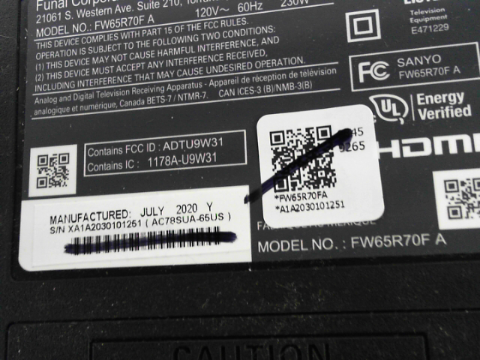 Funai Corpor
21061 S. Western Ave, Suite 210, Torran
MODEL NO : FW65R70F A 120V~ 60Hz 230W
THIS DEVICE COMPLIES WITH PART 15 OF THE FCC RULES.
OPERATION IS SUBJECT TO THE FOLLOWING TWO CONDITIONS:
(1) THIS DEVICE MAY NOT CAUSE HARMFUL INTERFERENCE, AND
(2) THIS DEVICE MUST ACCEPT ANY INTERFERENCE RECEIVED,
INCLUDING INTERFERENCE THAT MAY CAUSE UNDESIRED OPERATION.
Analog and Digital Television Receiving Apparatus - Appareil de réception de télévision
analogique et numérique, Canada BETS-7 / NTMR-7. CAN ICES-3 (B)/NMB-3(B)
Television
Equipment
E471229
FC SANYO
FW65R70F A
UL Energy
Verified
HDMI
Contains FCC ID : ADTU9W31
Contains IC : 1178A-U9W31
45
9265
*FW65R70FA
*A1A2030101251
MANUFACTURED: JULY 2020 Y
S/N XA1A2030101251 ( AC78SUA-65US )
MODEL NO. : FW65R70F A
CAUTION